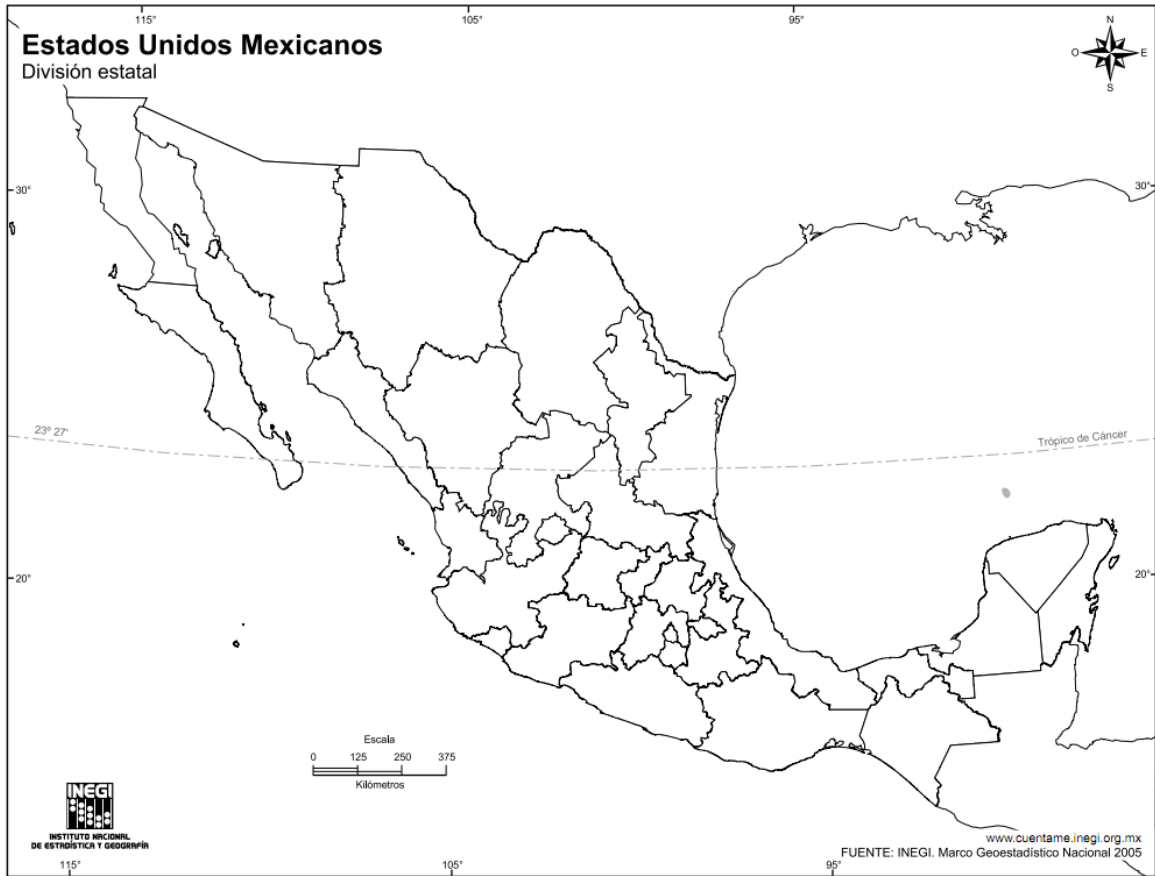 115°
105°
95°
Estados Unidos Mexicanos
División estatal
N
O
E
S
30°
30°
23° 27'
Trópico de Cáncer
20°
20°
Escala
0 125 250 375
Kilómetros
INEGI
INSTITUTO NACIONAL
DE ESTADÍSTICA Y GEOGRAFÍA
www.cuentame.inegi.org.mx
FUENTE: INEGI. Marco Geoestadístico Nacional 2005
115°
105°
95°